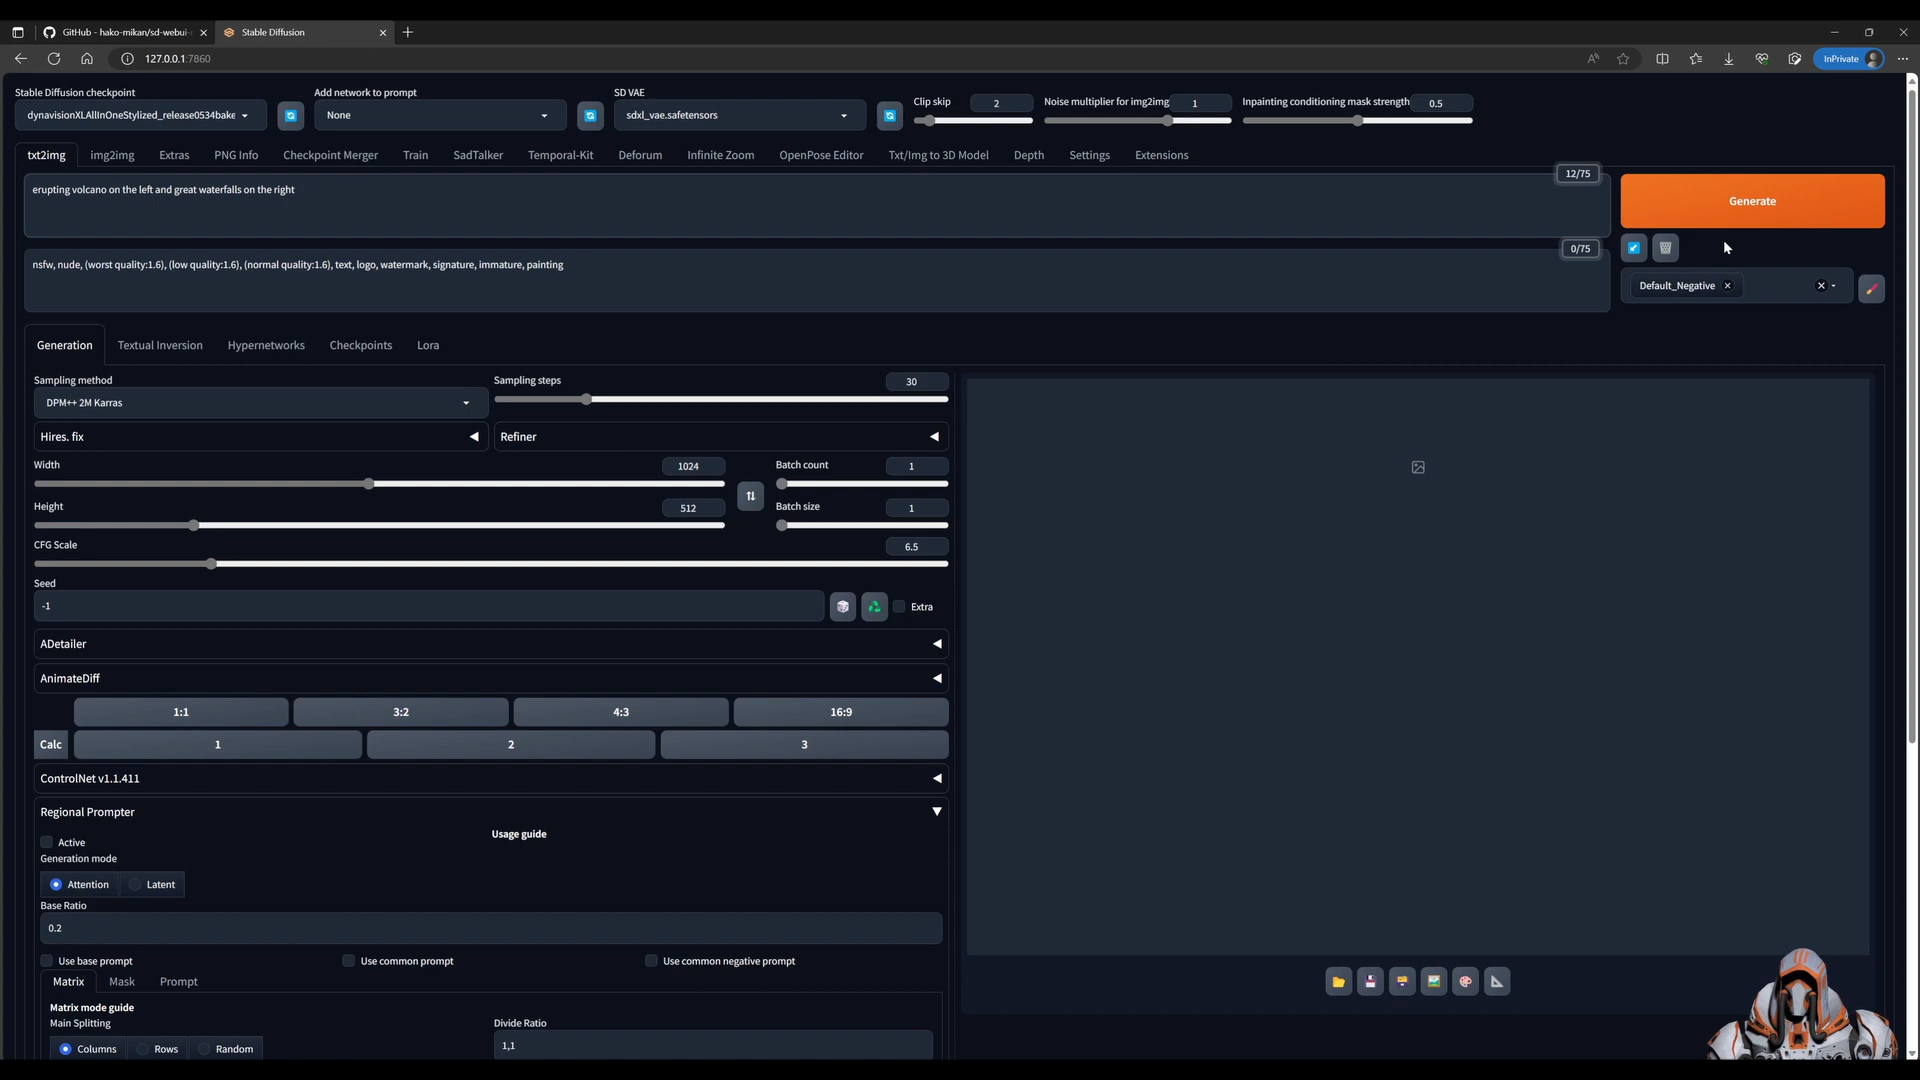 GitHub - hako-mikan/sd-webui-
Stable Diffusion
127.0.0.1:7860
InPrivate
Stable Diffusion checkpoint
Add network to prompt
SD VAE
Clip skip
2
Noise multiplier for img2img
1
Inpainting conditioning mask strength
0.5
dynavisionXLAllInOneStylized_release0534bake
None
sdxl_vae.safetensors
txt2img
img2img
Extras
PNG Info
Checkpoint Merger
Train
SadTalker
Temporal-Kit
Deforum
Infinite Zoom
OpenPose Editor
Txt/Img to 3D Model
Depth
Settings
Extensions
12/75
erupting volcano on the left and great waterfalls on the right
Generate
0/75
nsfw, nude, (worst quality:1.6), (low quality:1.6), (normal quality:1.6), text, logo, watermark, signature, immature, painting
Default_Negative
Generation
Textual Inversion
Hypernetworks
Checkpoints
Lora
Sampling method
Sampling steps
30
DPM++ 2M Karras
Hires. fix
Refiner
Width
1024
Batch count
1
Height
512
Batch size
1
CFG Scale
6.5
Seed
-1
Extra
ADetailer
AnimateDiff
1:1
3:2
4:3
16:9
Calc
1
2
3
ControlNet v1.1.411
Regional Prompter
Usage guide
Active
Generation mode
Attention
Latent
Base Ratio
0.2
Use base prompt
Use common prompt
Use common negative prompt
Matrix
Mask
Prompt
Matrix mode guide
Main Splitting
Divide Ratio
Columns
Rows
Random
1,1